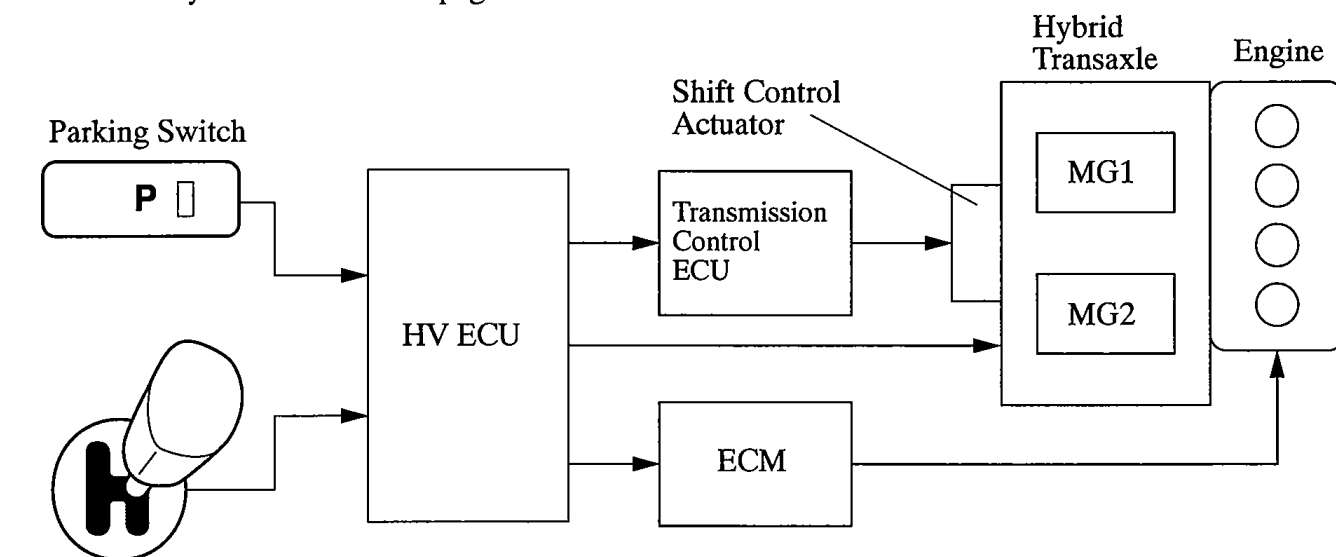 Hybrid
Transaxle
Engine
Shift Control
Actuator
Parking Switch
P
MG1
Transmission
Control
ECU
HV ECU
MG2
ECM